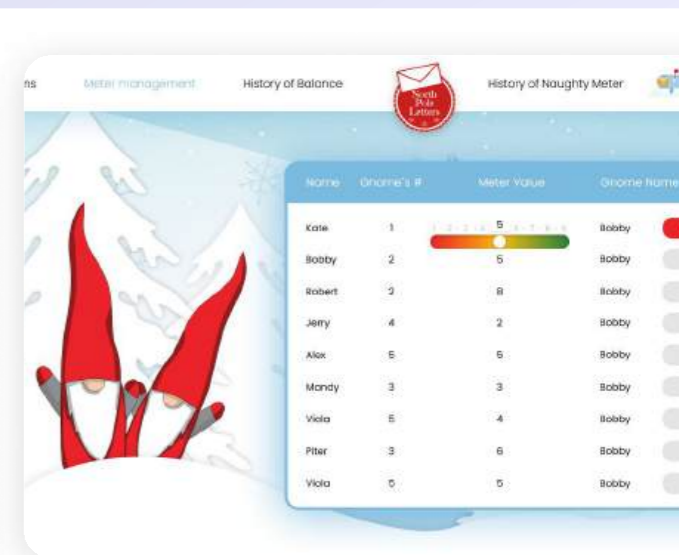 ns Meter management History of Balance North Pole Letters History of Naughty Meter
Name Gnome's # Meter Value Gnome Name
Kate 1 5 Bobby
Bobby 2 5 Bobby
Robert 3 8 Bobby
Jerry 4 2 Bobby
Alex 5 5 Bobby
Mandy 3 3 Bobby
Viola 5 4 Bobby
Piter 3 6 Bobby
Viola 5 5 Bobby